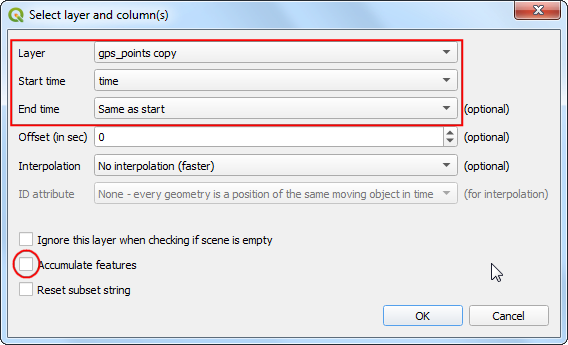 Select layer and column(s)
Layer gps_points copy
Start time time
End time Same as start (optional)
Offset (in sec) 0 (optional)
Interpolation No interpolation (faster) (optional)
ID attribute None - every geometry is a position of the same moving object in time (for interpolation)
Ignore this layer when checking if scene is empty
Accumulate features
Reset subset string
OK Cancel